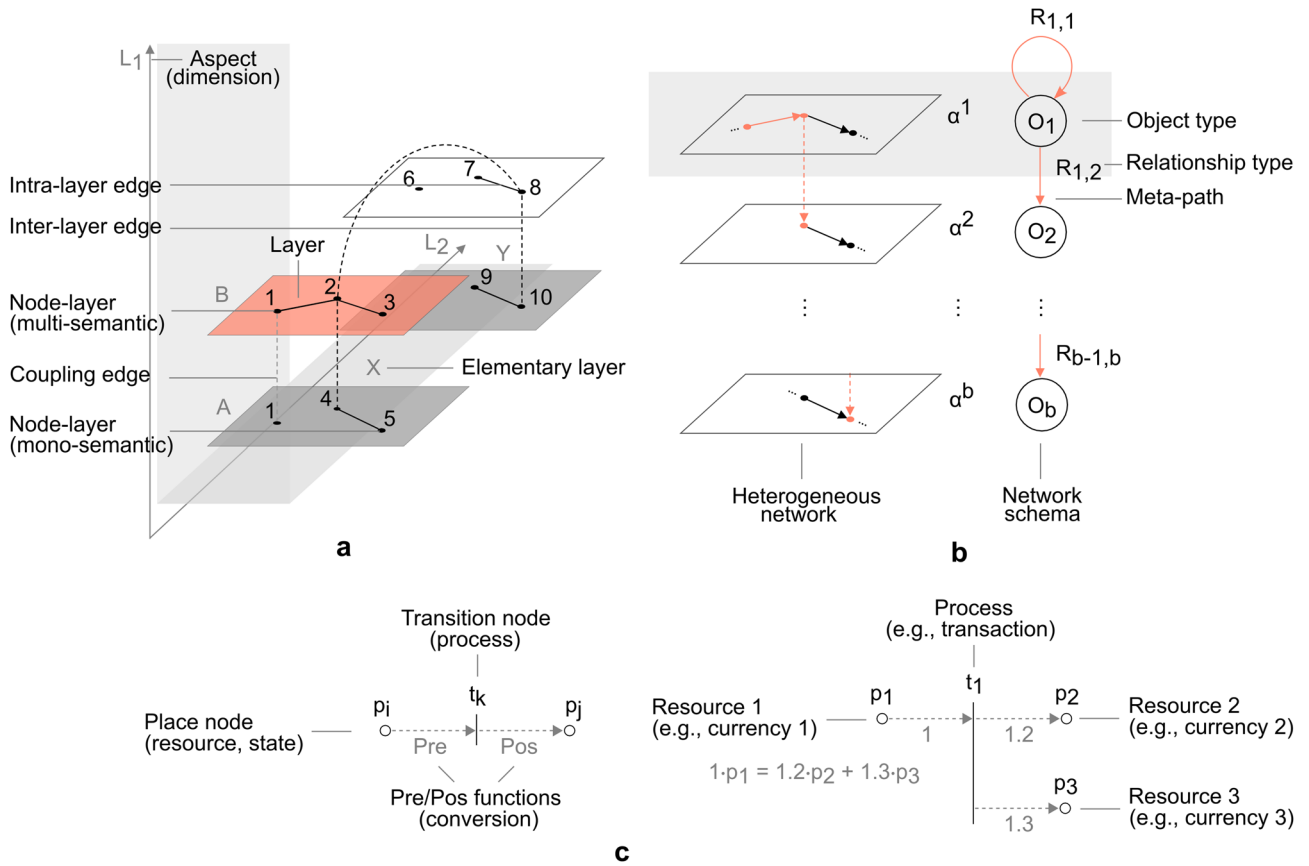 L1
Aspect
(dimension)
Intra-layer edge
6
7
8
Inter-layer edge
Layer
L2
Y
B
1
2
3
9
10
Node-layer
(multi-semantic)
Coupling edge
X
Elementary layer
A
1
4
5
Node-layer
(mono-semantic)
a
R1,1
α1
O1
Object type
R1,2
Relationship type
Meta-path
α2
O2
...
⋮
⋮
⋮
Rb-1,b
αb
Ob
Heterogeneous
network
Network
schema
b
Transition node
(process)
pi
tk
pj
Place node
(resource, state)
Pre
Pos
Pre/Pos functions
(conversion)
Process
(e.g., transaction)
p1
t1
p2
Resource 1
(e.g., currency 1)
1
1.2
Resource 2
(e.g., currency 2)
1·p1 = 1.2·p2 + 1.3·p3
p3
1.3
Resource 3
(e.g., currency 3)
c